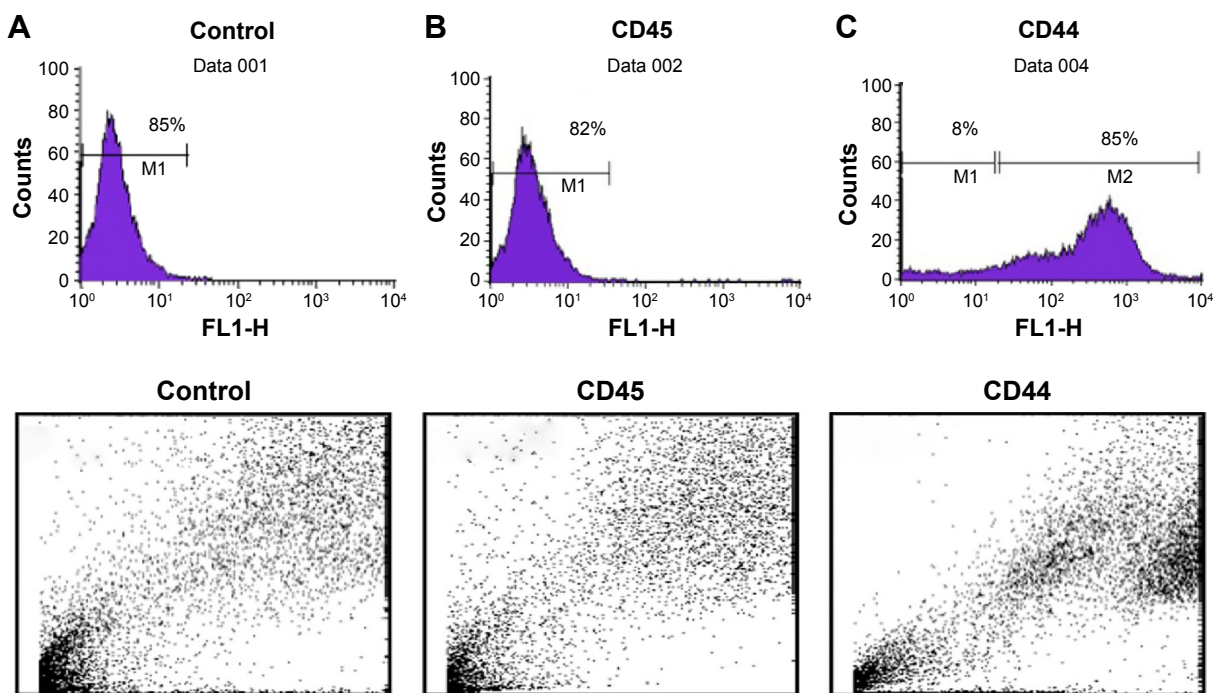 A
Control
Data 001
100
80
60
40
20
0
Counts
85%
M1
10⁰
10¹
10²
10³
10⁴
FL1-H
B
CD45
Data 002
100
80
60
40
20
0
Counts
82%
M1
10⁰
10¹
10²
10³
10⁴
FL1-H
C
CD44
Data 004
100
80
60
40
20
0
Counts
8%
85%
M1
M2
10⁰
10¹
10²
10³
10⁴
FL1-H
Control
CD45
CD44